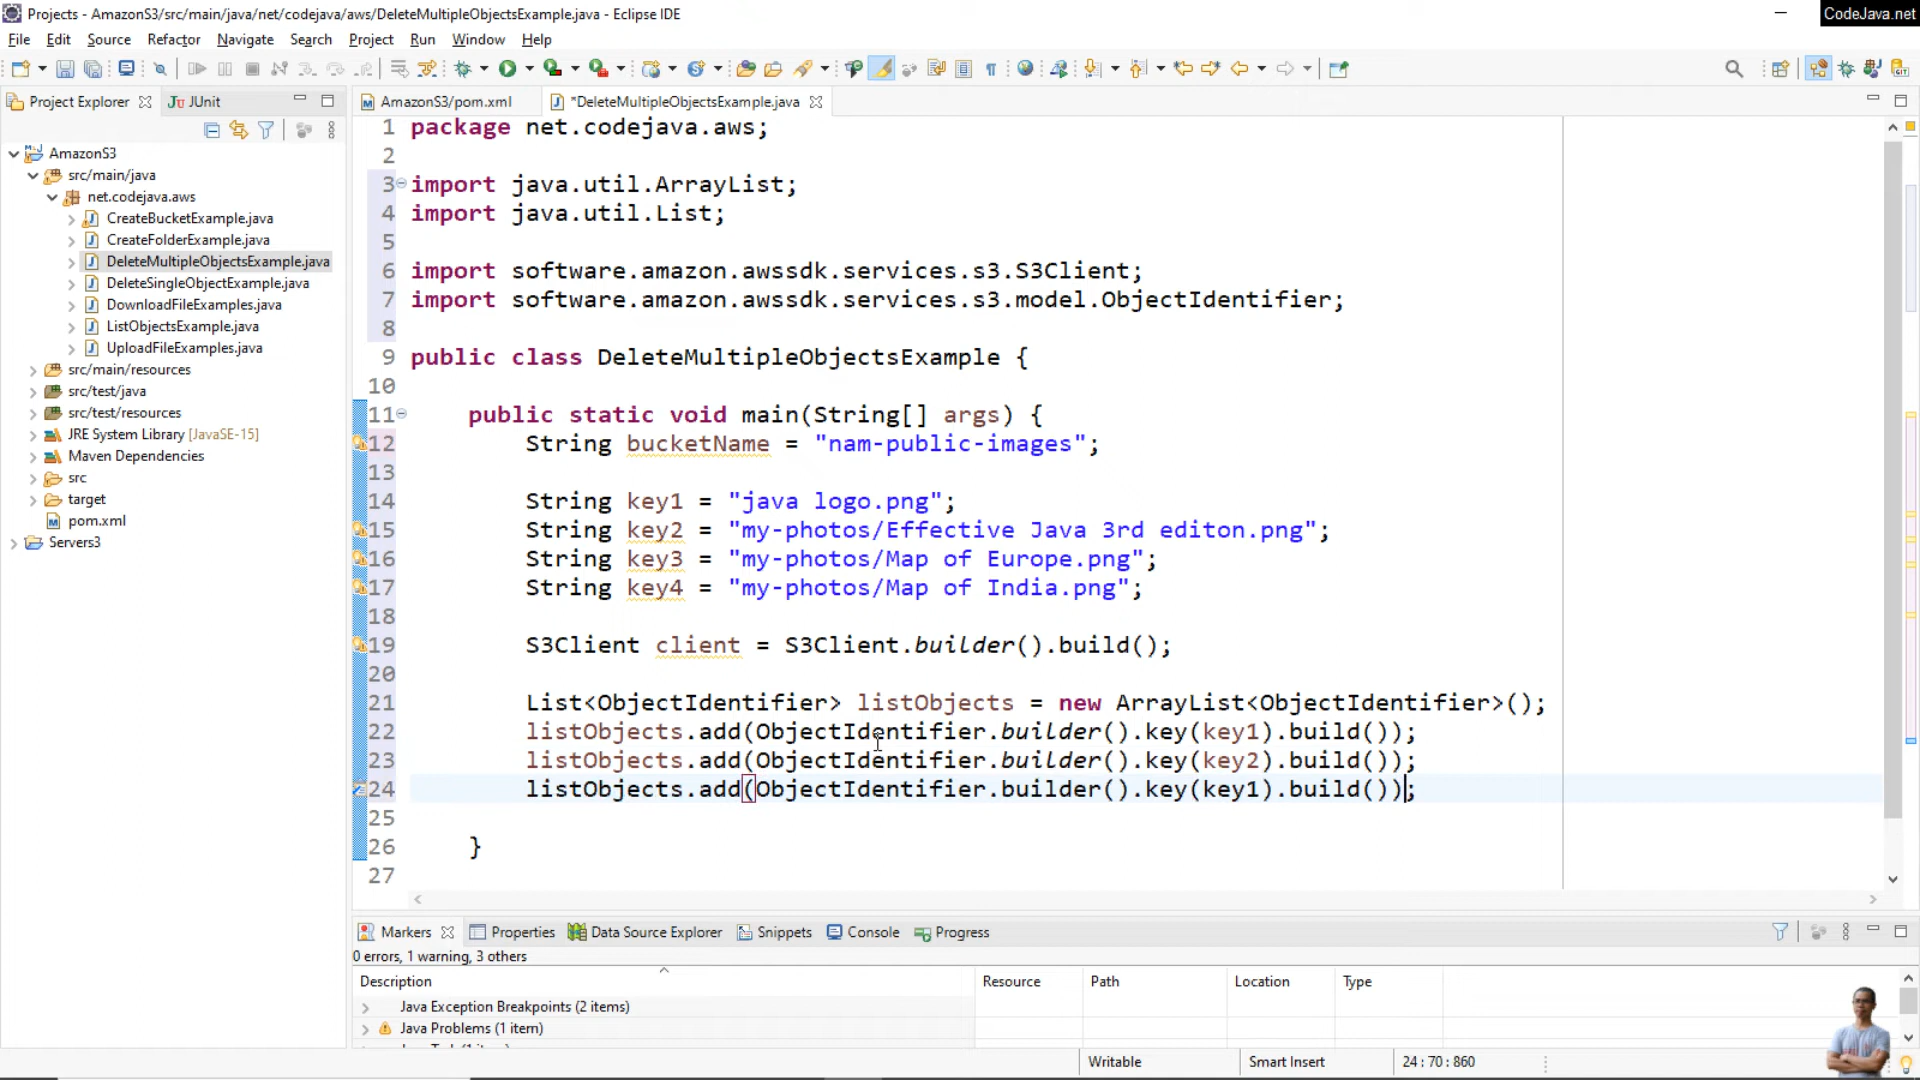 Projects - AmazonS3/src/main/java/net/codejava/aws/DeleteMultipleObjectsExample.java - Eclipse IDE
CodeJava.net
File Edit Source Refactor Navigate Search Project Run Window Help
Project Explorer JUnit
AmazonS3/pom.xml *DeleteMultipleObjectsExample.java
AmazonS3
src/main/java
net.codejava.aws
CreateBucketExample.java
CreateFolderExample.java
DeleteMultipleObjectsExample.java
DeleteSingleObjectExample.java
DownloadFileExamples.java
ListObjectsExample.java
UploadFileExamples.java
src/main/resources
src/test/java
src/test/resources
JRE System Library [JavaSE-15]
Maven Dependencies
src
target
pom.xml
Servers3
1 package net.codejava.aws;
2
3 import java.util.ArrayList;
4 import java.util.List;
5
6 import software.amazon.awssdk.services.s3.S3Client;
7 import software.amazon.awssdk.services.s3.model.ObjectIdentifier;
8
9 public class DeleteMultipleObjectsExample {
10
11 public static void main(String[] args) {
12 String bucketName = "nam-public-images";
13
14 String key1 = "java logo.png";
15 String key2 = "my-photos/Effective Java 3rd editon.png";
16 String key3 = "my-photos/Map of Europe.png";
17 String key4 = "my-photos/Map of India.png";
18
19 S3Client client = S3Client.builder().build();
20
21 List<ObjectIdentifier> listObjects = new ArrayList<ObjectIdentifier>();
22 listObjects.add(ObjectIdentifier.builder().key(key1).build());
23 listObjects.add(ObjectIdentifier.builder().key(key2).build());
24 listObjects.add(ObjectIdentifier.builder().key(key1).build());
25
26 }
27
Markers Properties Data Source Explorer Snippets Console Progress
0 errors, 1 warning, 3 others
Description Resource Path Location Type
Java Exception Breakpoints (2 items)
Java Problems (1 item)
Writable Smart Insert 24 : 70 : 860